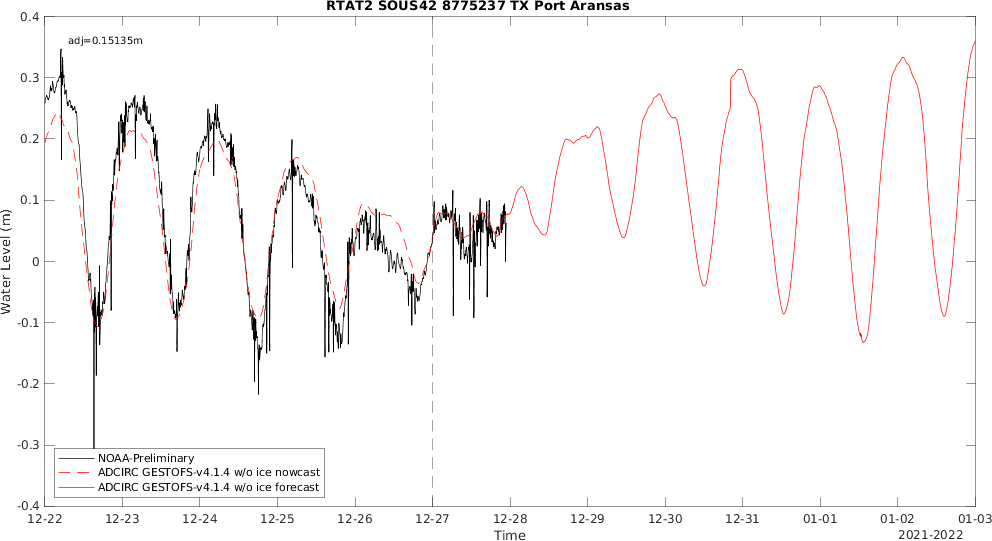 RTAT2 SOUS42 8775237 TX Port Aransas
adj=0.15135m
Water Level (m)
0.4
0.3
0.2
0.1
0
-0.1
-0.2
-0.3
-0.4
NOAA-Preliminary
ADCIRC GESTOFS-v4.1.4 w/o ice nowcast
ADCIRC GESTOFS-v4.1.4 w/o ice forecast
12-22 12-23 12-24 12-25 12-26 12-27 12-28 12-29 12-30 12-31 01-01 01-02 01-03
Time
2021-2022